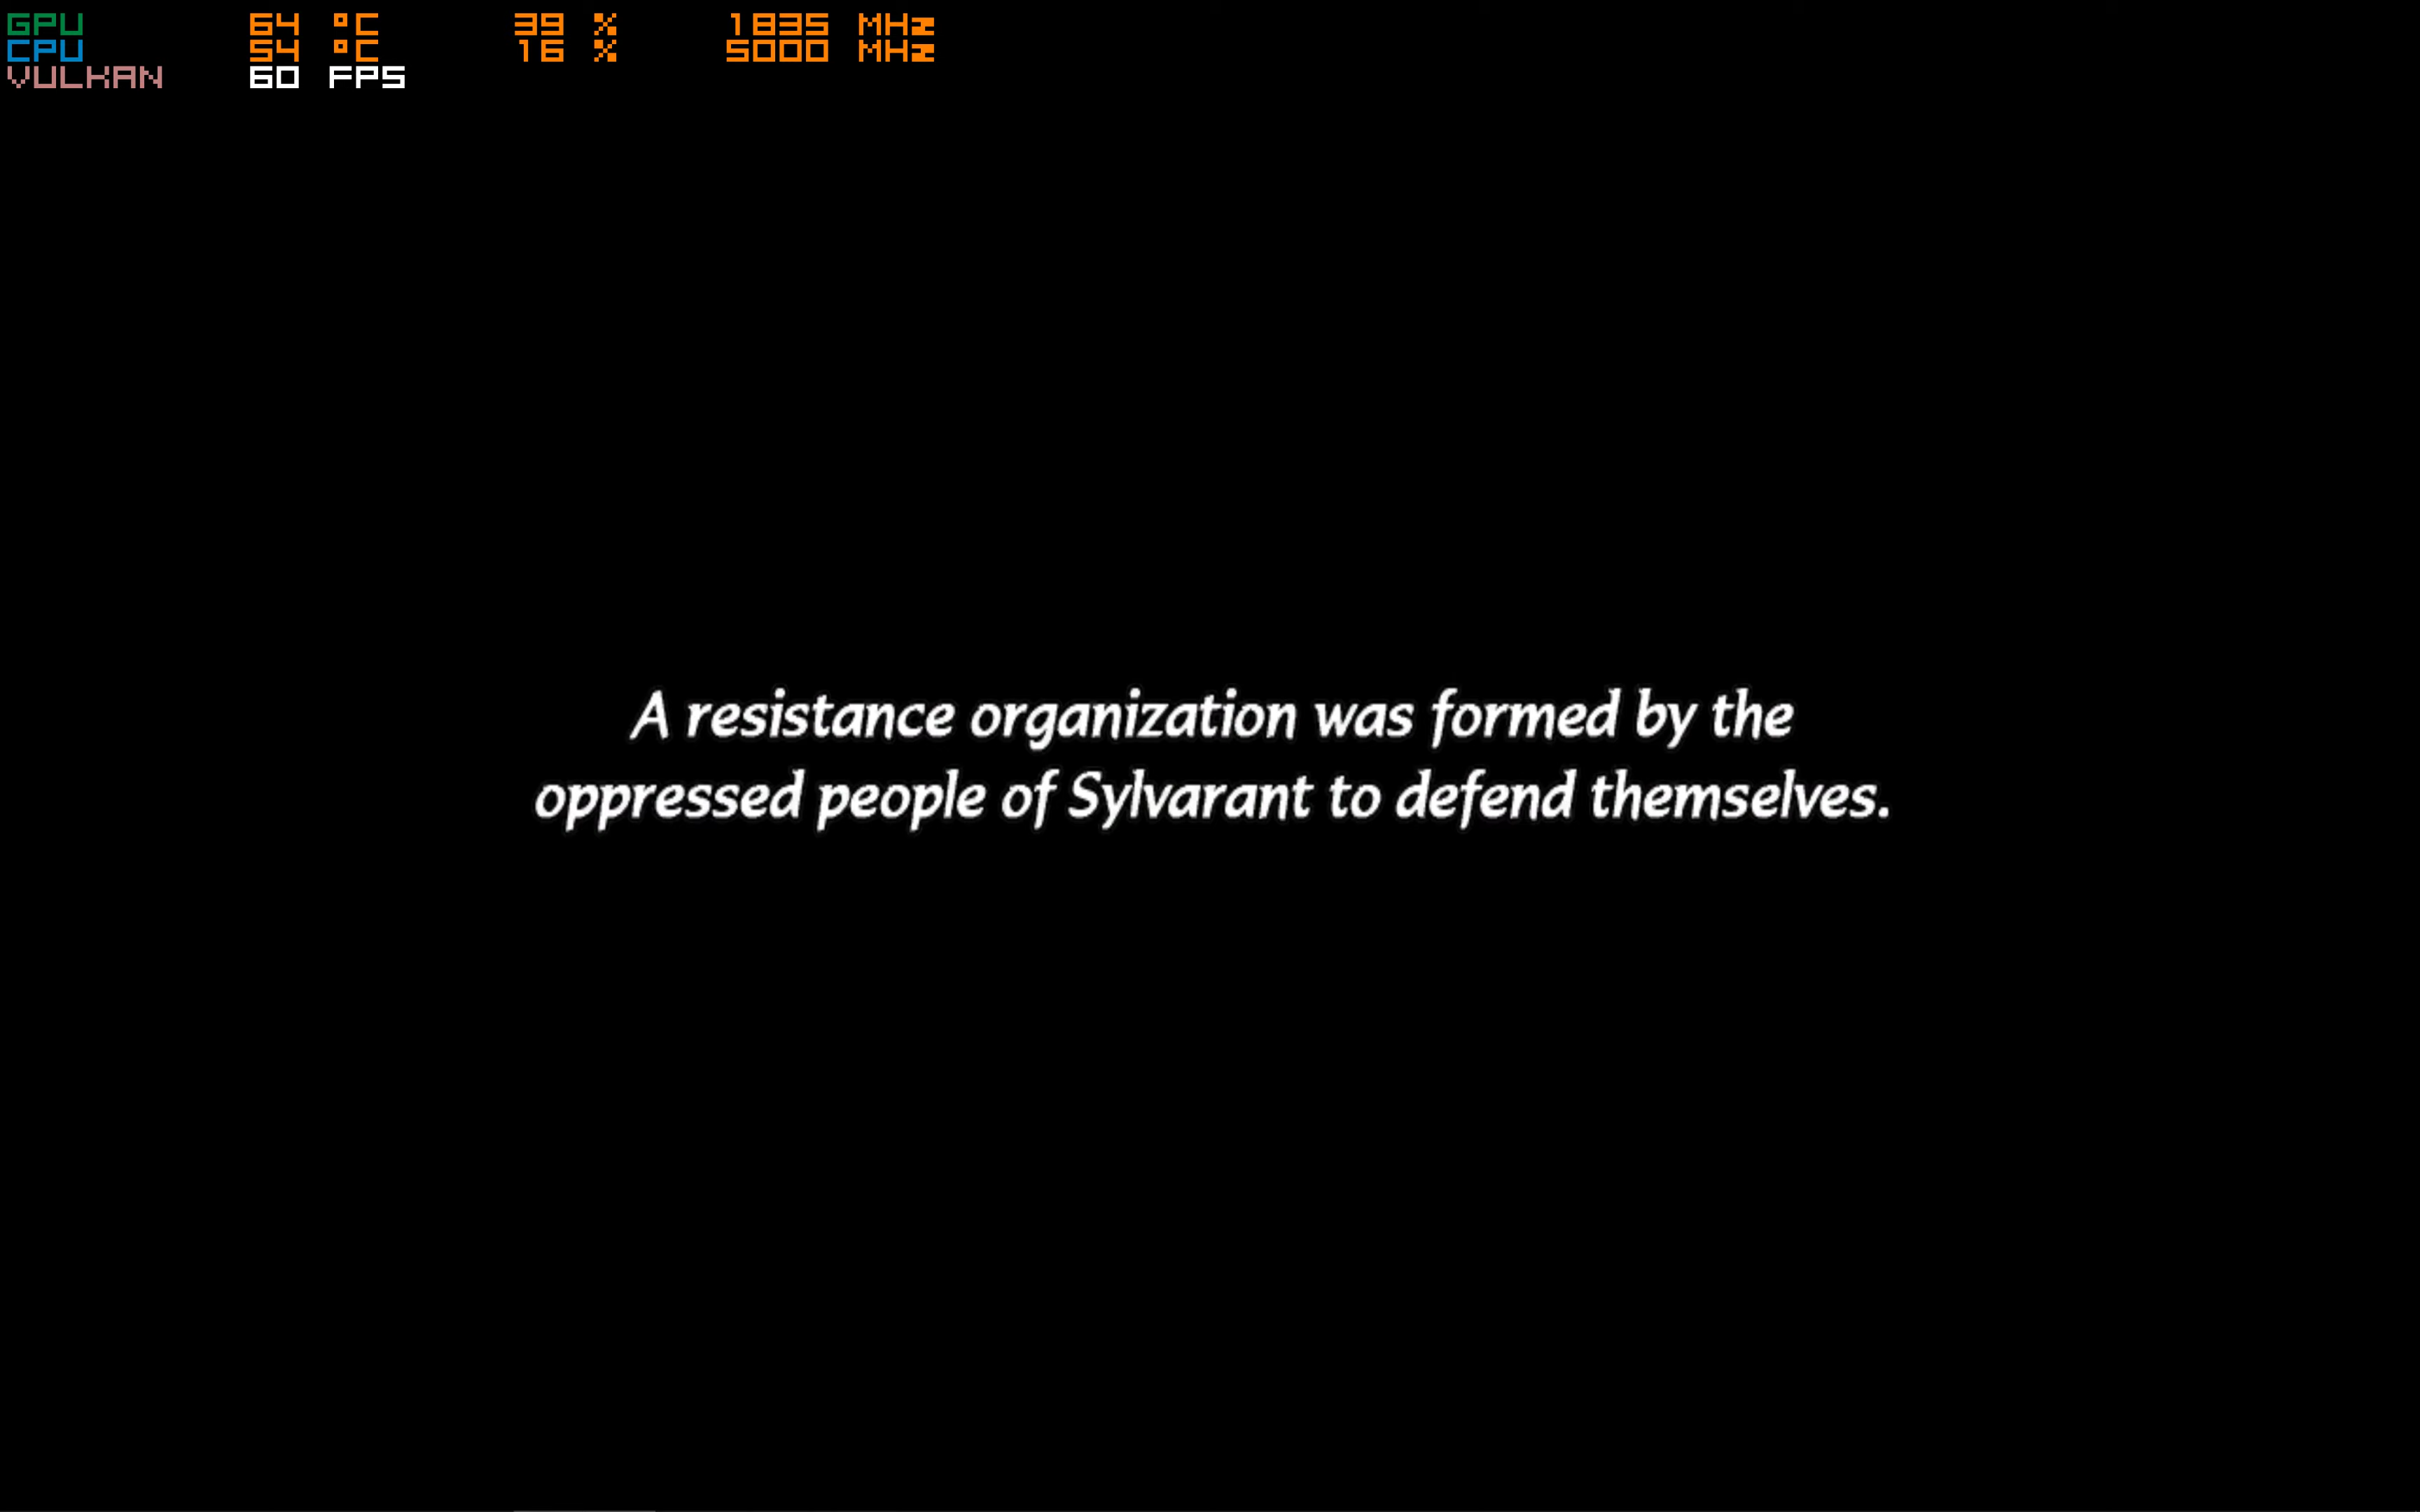 GPU 64 °C 39 % 1835 MHz
CPU 54 °C 16 % 5000 MHz
VULKAN 60 FPS
A resistance organization was formed by the
oppressed people of Sylvarant to defend themselves.